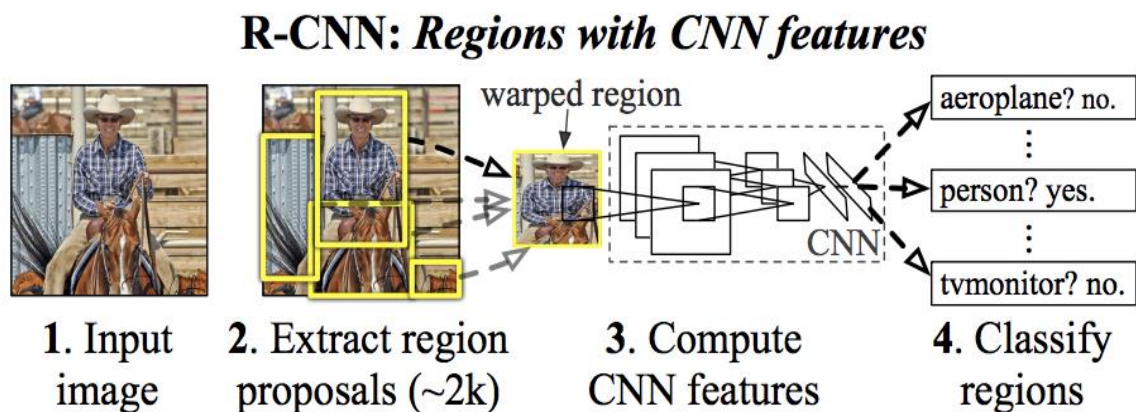 R-CNN: Regions with CNN features
warped region
aeroplane? no.
person? yes.
tvmonitor? no.
CNN
1. Input
image
2. Extract region
proposals (~2k)
3. Compute
CNN features
4. Classify
regions